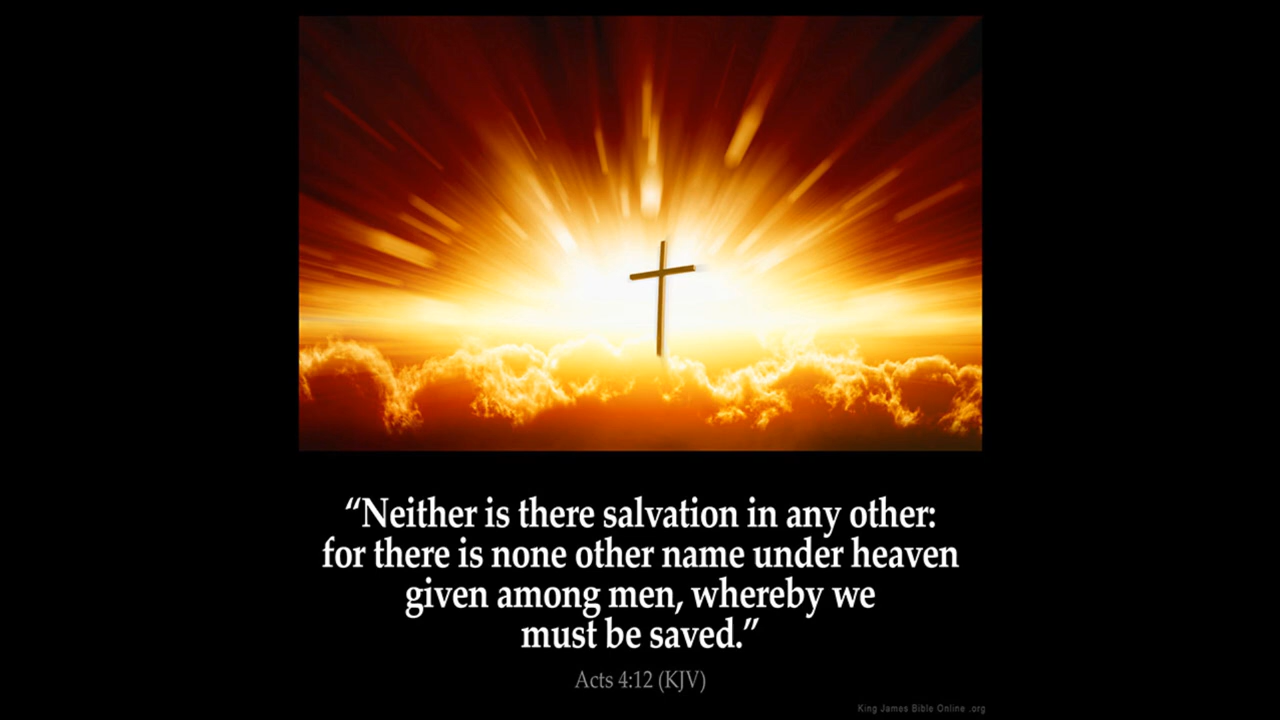 “Neither is there salvation in any other:
for there is none other name under heaven
given among men, whereby we
must be saved.”
Acts 4:12 (KJV)
King James Bible Online .org